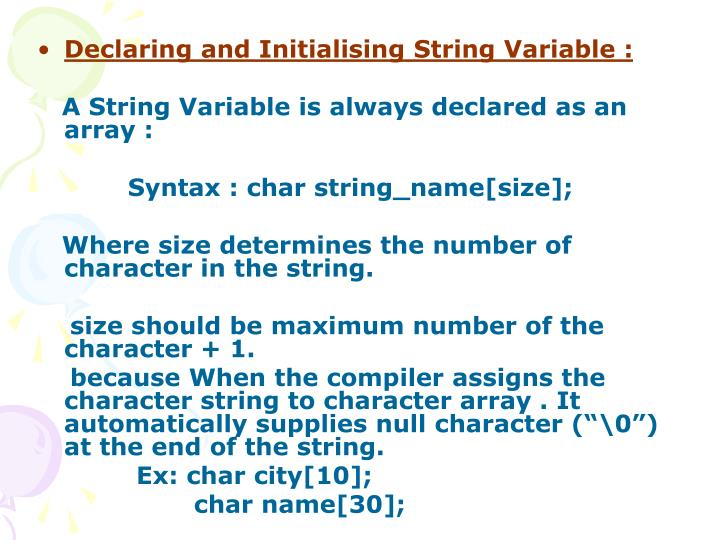 • Declaring and Initialising String Variable :
A String Variable is always declared as an
array :
Syntax : char string_name[size];
Where size determines the number of
character in the string.
size should be maximum number of the
character + 1.
because When the compiler assigns the
character string to character array . It
automatically supplies null character (“\0”)
at the end of the string.
Ex: char city[10];
char name[30];